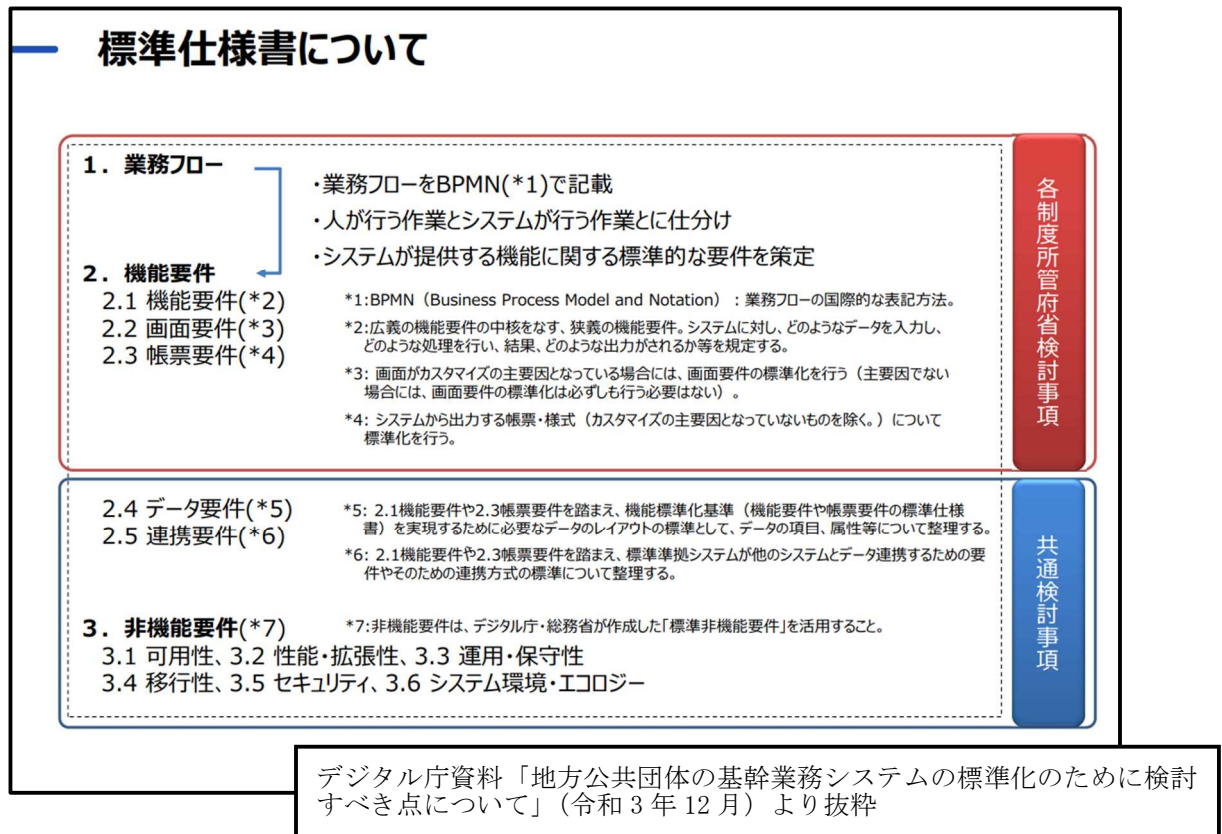 標準仕様書について
1. 業務フロー
・業務フローをBPMN(*1)で記載
・人が行う作業とシステムが行う作業とに仕分け
・システムが提供する機能に関する標準的な要件を策定
2. 機能要件
2.1 機能要件(*2)
2.2 画面要件(*3)
2.3 帳票要件(*4)
*1:BPMN（Business Process Model and Notation）：業務フローの国際的な表記方法。
*2:広義の機能要件の中核をなす、狭義の機能要件。システムに対し、どのようなデータを入力し、
どのような処理を行い、結果、どのような出力がされるか等を規定する。
*3: 画面がカスタマイズの主要因となっている場合には、画面要件の標準化を行う（主要因でない
場合には、画面要件の標準化は必ずしも行う必要はない）。
*4: システムから出力する帳票・様式（カスタマイズの主要因となっていないものを除く。）について
標準化を行う。
各制度所管府省検討事項
2.4 データ要件(*5)
2.5 連携要件(*6)
*5: 2.1機能要件や2.3帳票要件を踏まえ、機能標準化基準（機能要件や帳票要件の標準仕様
書）を実現するために必要なデータのレイアウトの標準として、データの項目、属性等について整理する。
*6: 2.1機能要件や2.3帳票要件を踏まえ、標準準拠システムが他のシステムとデータ連携するための要
件やそのための連携方式の標準について整理する。
3. 非機能要件(*7)
*7:非機能要件は、デジタル庁・総務省が作成した「標準非機能要件」を活用すること。
3.1 可用性、3.2 性能・拡張性、3.3 運用・保守性
3.4 移行性、3.5 セキュリティ、3.6 システム環境・エコロジー
共通検討事項
デジタル庁資料「地方公共団体の基幹業務システムの標準化のために検討
すべき点について」（令和3年12月）より抜粋